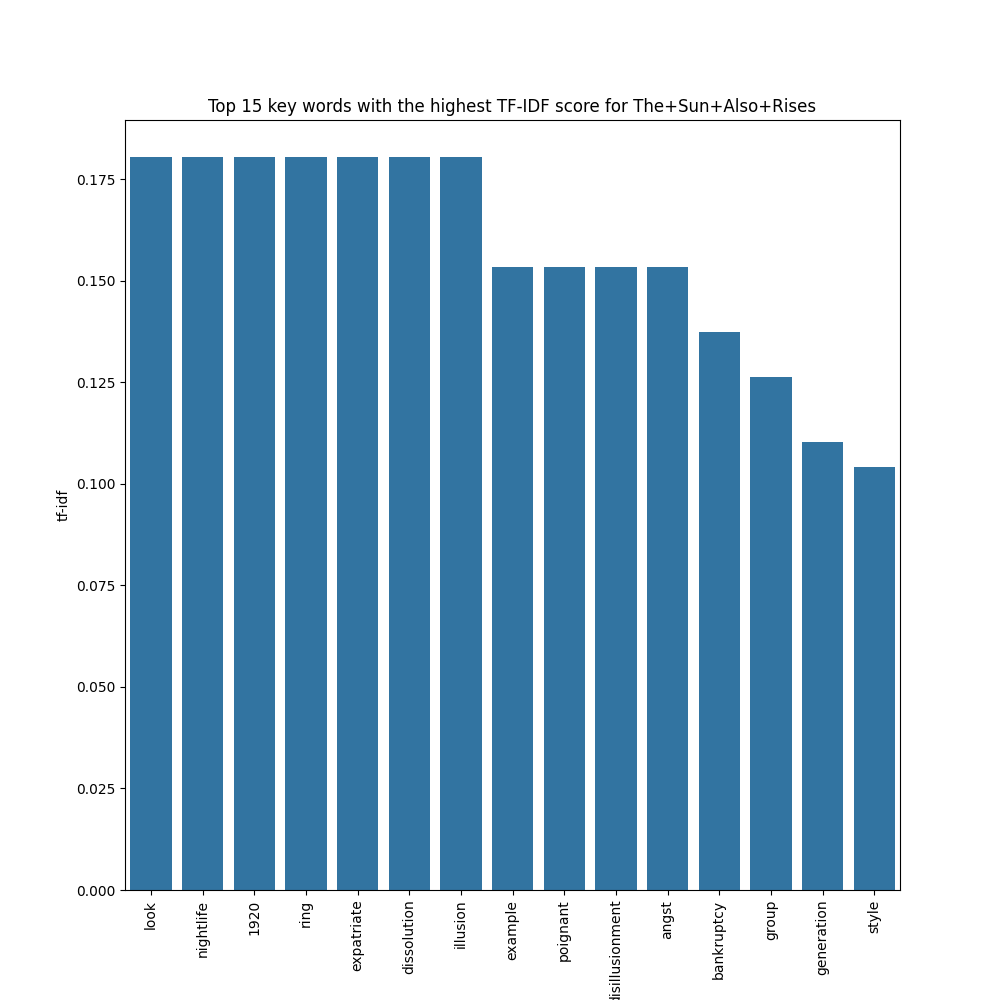 Top 15 key words with the highest TF-IDF score for The+Sun+Also+Rises
0.175
0.150
0.125
0.100
0.075
0.050
0.025
0.000
tf-idf
look
nightlife
1920
ring
expatriate
dissolution
illusion
example
poignant
disillusionment
angst
bankruptcy
group
generation
style